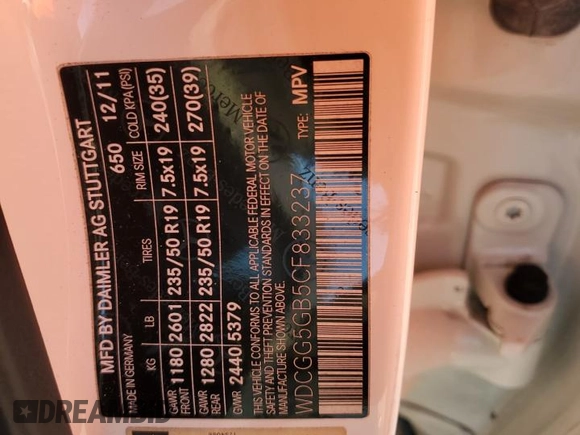 MFD BY DAIMLER AG STUTTGART
MADE IN GERMANY 650 12/11
KG LB TIRES RIM SIZE COLD KPA(PSI)
GAWR FRONT 1180 2601 235/50 R19 7.5x19 240(35)
GAWR REAR 1280 2822 235/50 R19 7.5x19 270(39)
GVWR 2440 5379
THIS VEHICLE CONFORMS TO ALL APPLICABLE FEDERAL MOTOR VEHICLE
SAFETY AND THEFT PREVENTION STANDARDS IN EFFECT ON THE DATE OF
MANUFACTURE SHOWN ABOVE.
WDCGG5GB5CF833237 TYPE: MPV
DREAMBID